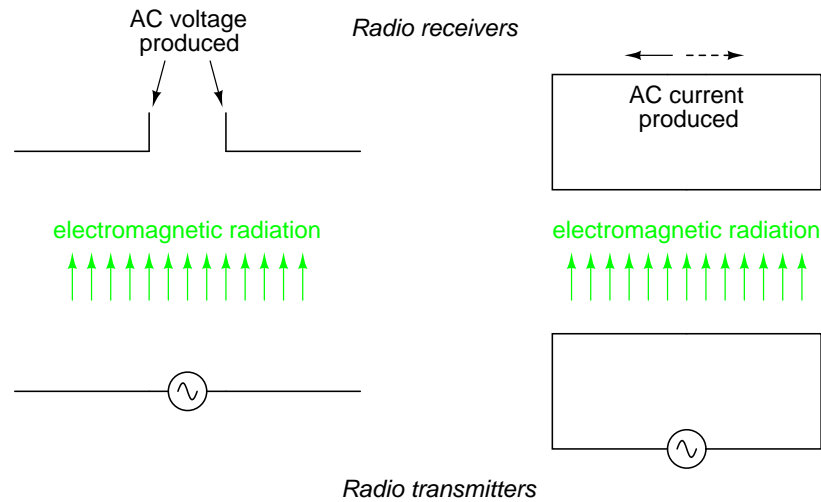 AC voltage
produced
Radio receivers
AC current
produced
electromagnetic radiation
electromagnetic radiation
Radio transmitters